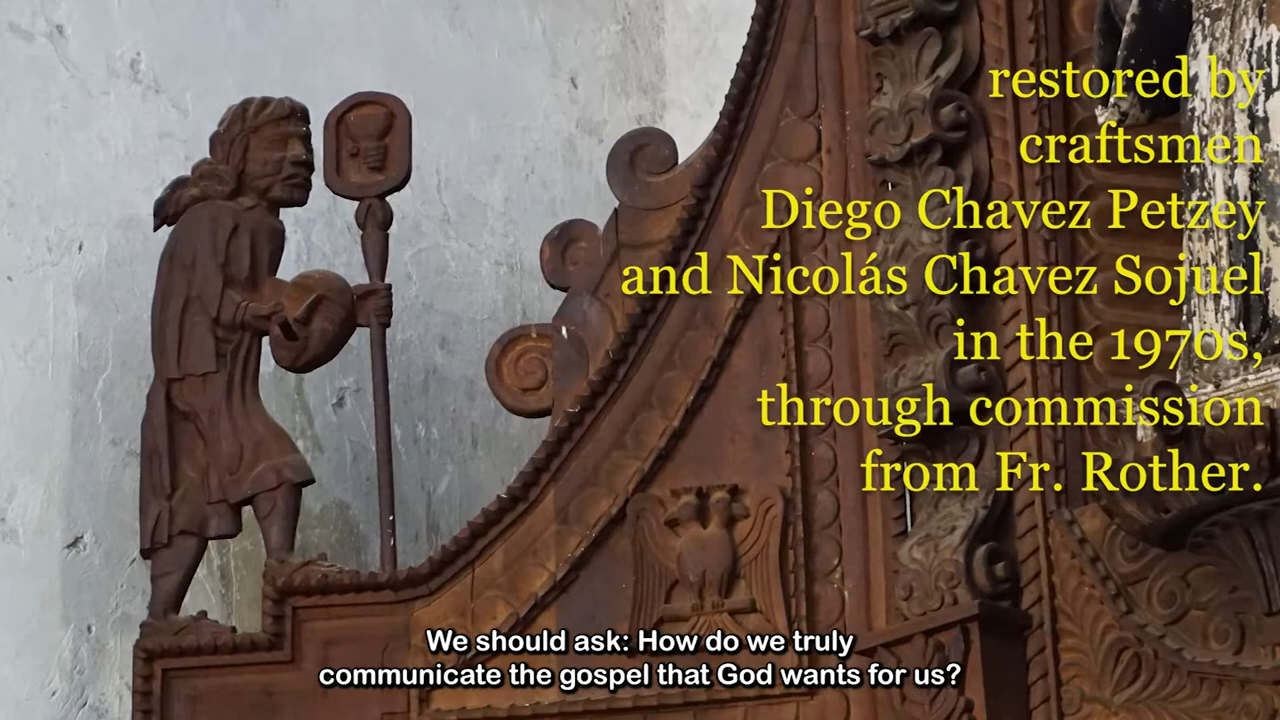 restored by
craftsmen
Diego Chavez Petzey
and Nicolás Chavez Sojuel
in the 1970s,
through commission
from Fr. Rother.
We should ask: How do we truly
communicate the gospel that God wants for us?